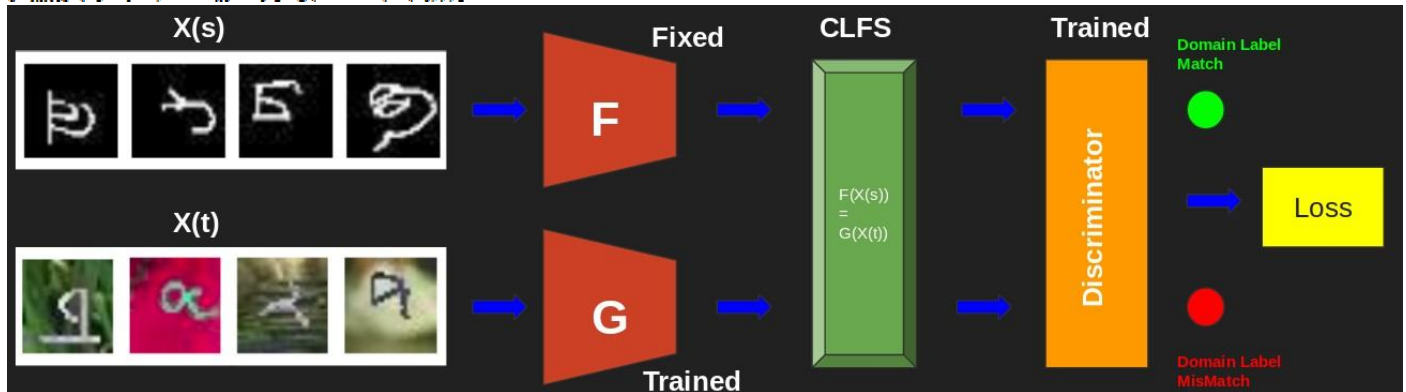 X(s)
Fixed
CLFS
Trained
Domain Label
Match
F
F(X(s))
=
G(X(t))
Discriminator
Loss
X(t)
G
Trained
Domain Label
MisMatch